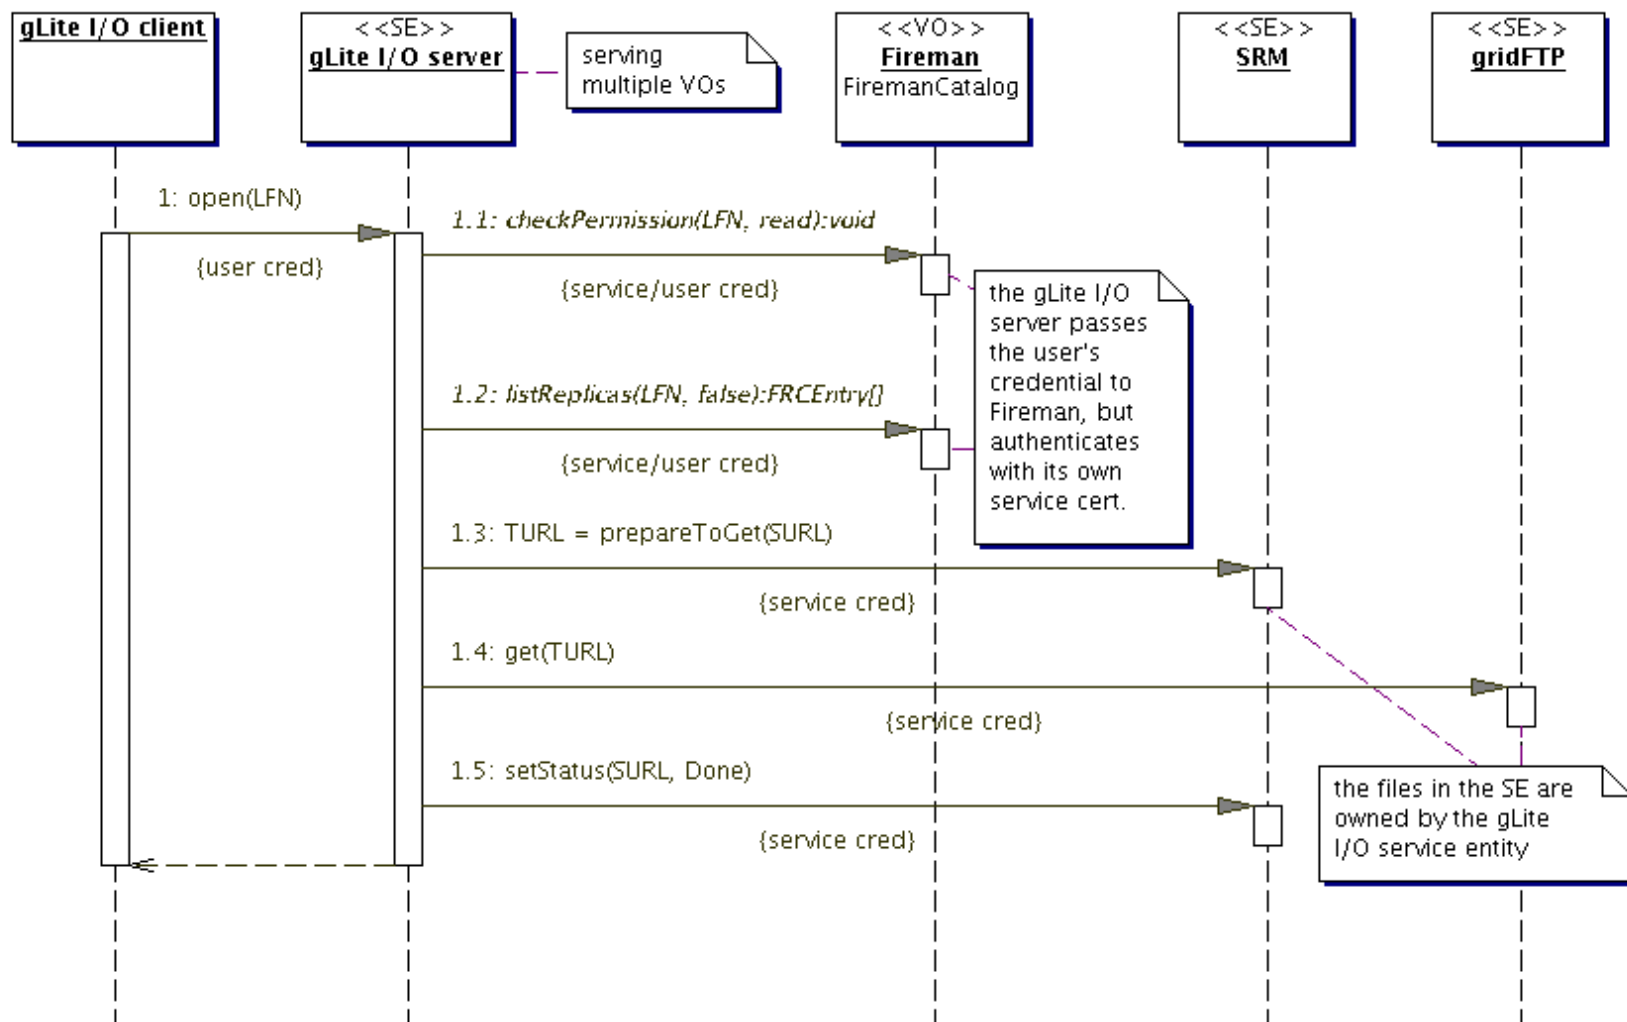 gLite I/O client
<<SE>>
gLite I/O server
serving
multiple VOs
<<VO>>
Fireman
FiremanCatalog
<<SE>>
SRM
<<SE>>
gridFTP
1: open(LFN)
{user cred}
1.1: checkPermission(LFN, read):void
{service/user cred}
the gLite I/O
server passes
the user's
credential to
Fireman, but
authenticates
with its own
service cert.
1.2: listReplicas(LFN, false):FRCEntry[]
{service/user cred}
1.3: TURL = prepareToGet(SURL)
{service cred}
1.4: get(TURL)
{service cred}
1.5: setStatus(SURL, Done)
{service cred}
the files in the SE are
owned by the gLite
I/O service entity